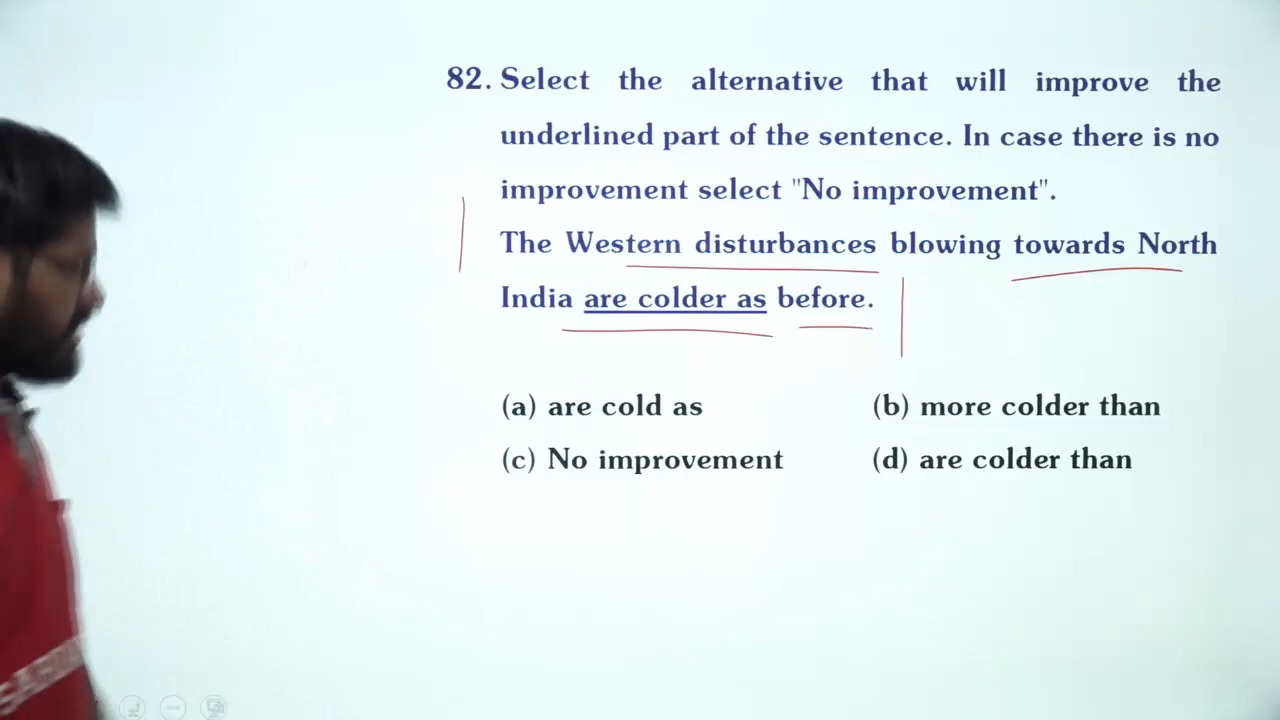 82. Select the alternative that will improve the
underlined part of the sentence. In case there is no
improvement select "No improvement".
The Western disturbances blowing towards North
India are colder as before.
(a) are cold as (b) more colder than
(c) No improvement (d) are colder than